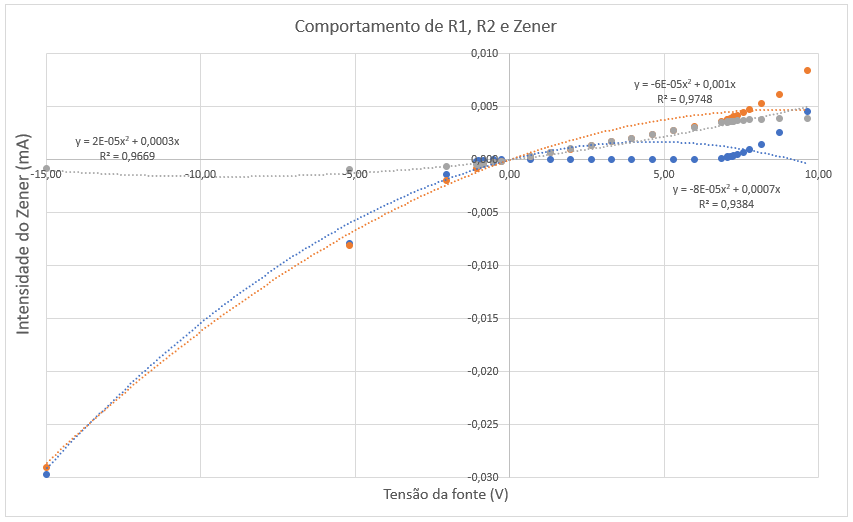 Comportamento de R1, R2 e Zener
0,010
y = -6E-05x² + 0,001x
R² = 0,9748
0,005
y = 2E-05x² + 0,0003x
R² = 0,9669
0,000
-15,00
-10,00
-5,00
0,00
5,00
10,00
y = -8E-05x² + 0,0007x
R² = 0,9384
-0,005
-0,010
-0,015
-0,020
-0,025
-0,030
Intensidade do Zener (mA)
Tensão da fonte (V)